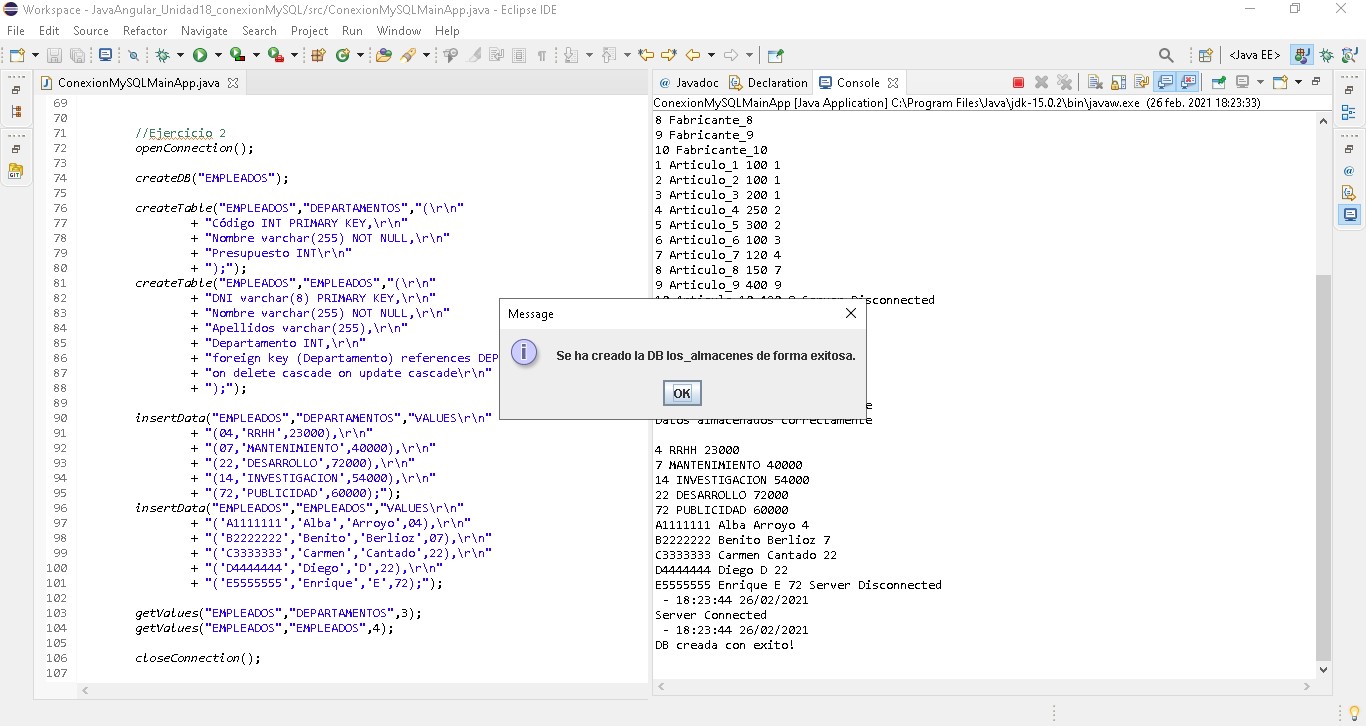 Workspace - JavaAngular_Unidad18_conexionMySQL/src/ConexionMySQLMainApp.java - Eclipse IDE
File Edit Source Refactor Navigate Search Project Run Window Help
<Java EE>
ConexionMySQLMainApp.java
69
70
71 //Ejercicio 2
72 openConnection();
73
74 createDB("EMPLEADOS");
75
76 createTable("EMPLEADOS","DEPARTAMENTOS","(\r\n"
77 + "Código INT PRIMARY KEY,\r\n"
78 + "Nombre varchar(255) NOT NULL,\r\n"
79 + "Presupuesto INT\r\n"
80 + ");");
81 createTable("EMPLEADOS","EMPLEADOS","(\r\n"
82 + "DNI varchar(8) PRIMARY KEY,\r\n"
83 + "Nombre varchar(255) NOT NULL,\r\n"
84 + "Apellidos varchar(255),\r\n"
85 + "Departamento INT,\r\n"
86 + "foreign key (Departamento) references DEP
87 + "on delete cascade on update cascade\r\n"
88 + ");");
89
90 insertData("EMPLEADOS","DEPARTAMENTOS","VALUES\r\n"
91 + "(04,'RRHH',23000),\r\n"
92 + "(07,'MANTENIMIENTO',40000),\r\n"
93 + "(22,'DESARROLLO',72000),\r\n"
94 + "(14,'INVESTIGACION',54000),\r\n"
95 + "(72,'PUBLICIDAD',60000);");
96 insertData("EMPLEADOS","EMPLEADOS","VALUES\r\n"
97 + "('A1111111','Alba','Arroyo',04),\r\n"
98 + "('B2222222','Benito','Berlioz',07),\r\n"
99 + "('C3333333','Carmen','Cantado',22),\r\n"
100 + "('D4444444','Diego','D',22),\r\n"
101 + "('E5555555','Enrique','E',72);");
102
103 getValues("EMPLEADOS","DEPARTAMENTOS",3);
104 getValues("EMPLEADOS","EMPLEADOS",4);
105
106 closeConnection();
107
@ Javadoc Declaration Console
ConexionMySQLMainApp [Java Application] C:\Program Files\Java\jdk-15.0.2\bin\javaw.exe (26 feb. 2021 18:23:33)
8 Fabricante_8
9 Fabricante_9
10 Fabricante_10
1 Articulo_1 100 1
2 Articulo_2 100 1
3 Articulo_3 200 1
4 Articulo_4 250 2
5 Articulo_5 300 2
6 Articulo_6 100 3
7 Articulo_7 120 4
8 Articulo_8 150 7
9 Articulo_9 400 9
Server Disconnected
Message
Se ha creado la DB los_almacenes de forma exitosa.
OK
Datos almacenados correctamente
4 RRHH 23000
7 MANTENIMIENTO 40000
14 INVESTIGACION 54000
22 DESARROLLO 72000
72 PUBLICIDAD 60000
A1111111 Alba Arroyo 4
B2222222 Benito Berlioz 7
C3333333 Carmen Cantado 22
D4444444 Diego D 22
E5555555 Enrique E 72 Server Disconnected
- 18:23:44 26/02/2021
Server Connected
- 18:23:44 26/02/2021
DB creada con exito!